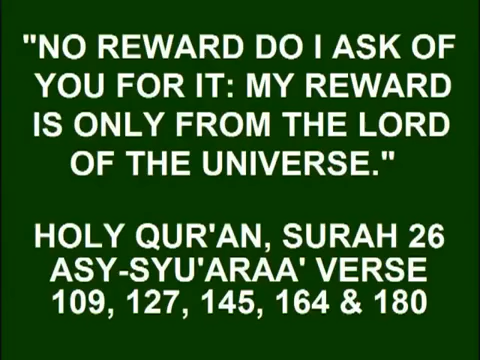 "NO REWARD DO I ASK OF
YOU FOR IT: MY REWARD
IS ONLY FROM THE LORD
OF THE UNIVERSE."
HOLY QUR'AN, SURAH 26
ASY-SYU'ARAA' VERSE
109, 127, 145, 164 & 180